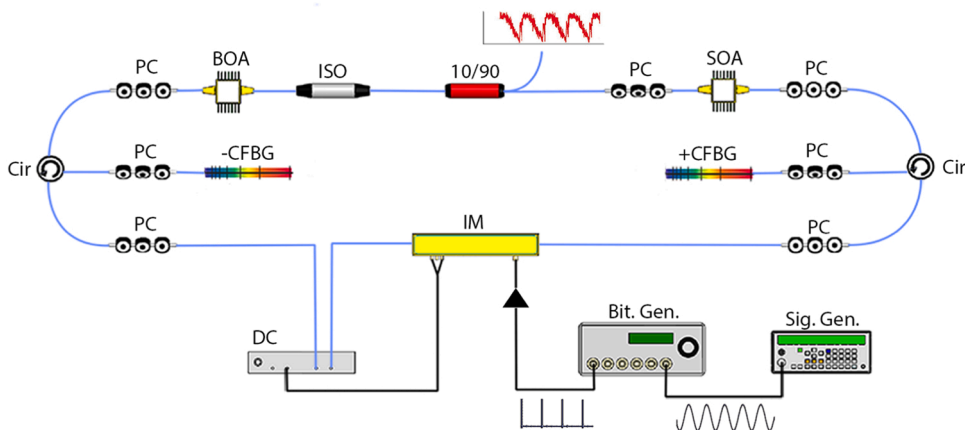 PC
BOA
ISO
10/90
PC
SOA
PC
Cir
PC
-CFBG
+CFBG
PC
Cir
PC
IM
PC
DC
Bit. Gen.
Sig. Gen.